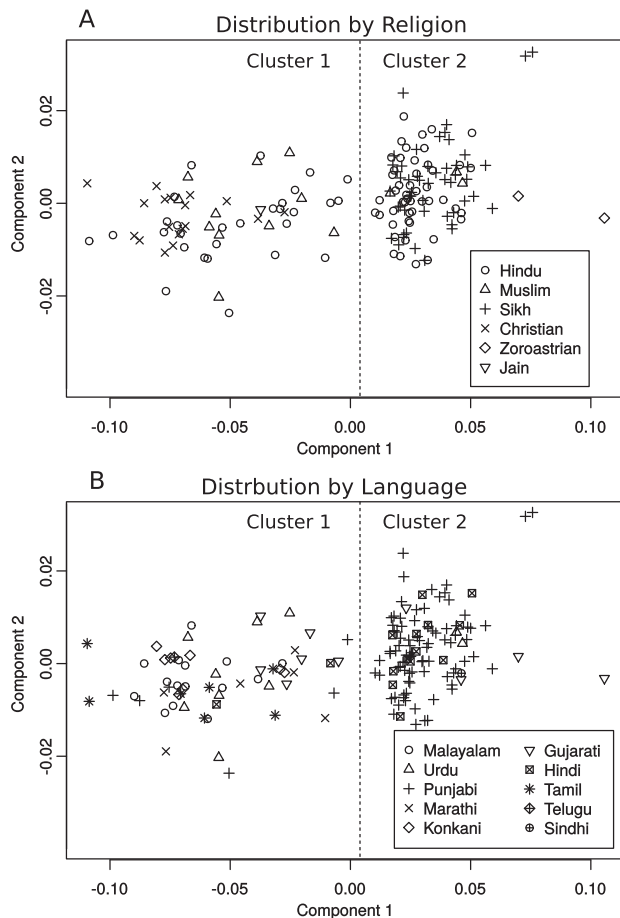 A
Distribution by Religion
Cluster 1
Cluster 2
Component 2
0.02
0.00
-0.02
Hindu
Muslim
Sikh
Christian
Zoroastrian
Jain
-0.10
-0.05
0.00
0.05
0.10
Component 1
B
Distrbution by Language
Cluster 1
Cluster 2
Component 2
0.02
0.00
-0.02
Malayalam
Gujarati
Urdu
Hindi
Punjabi
Tamil
Marathi
Telugu
Konkani
Sindhi
-0.10
-0.05
0.00
0.05
0.10
Component 1